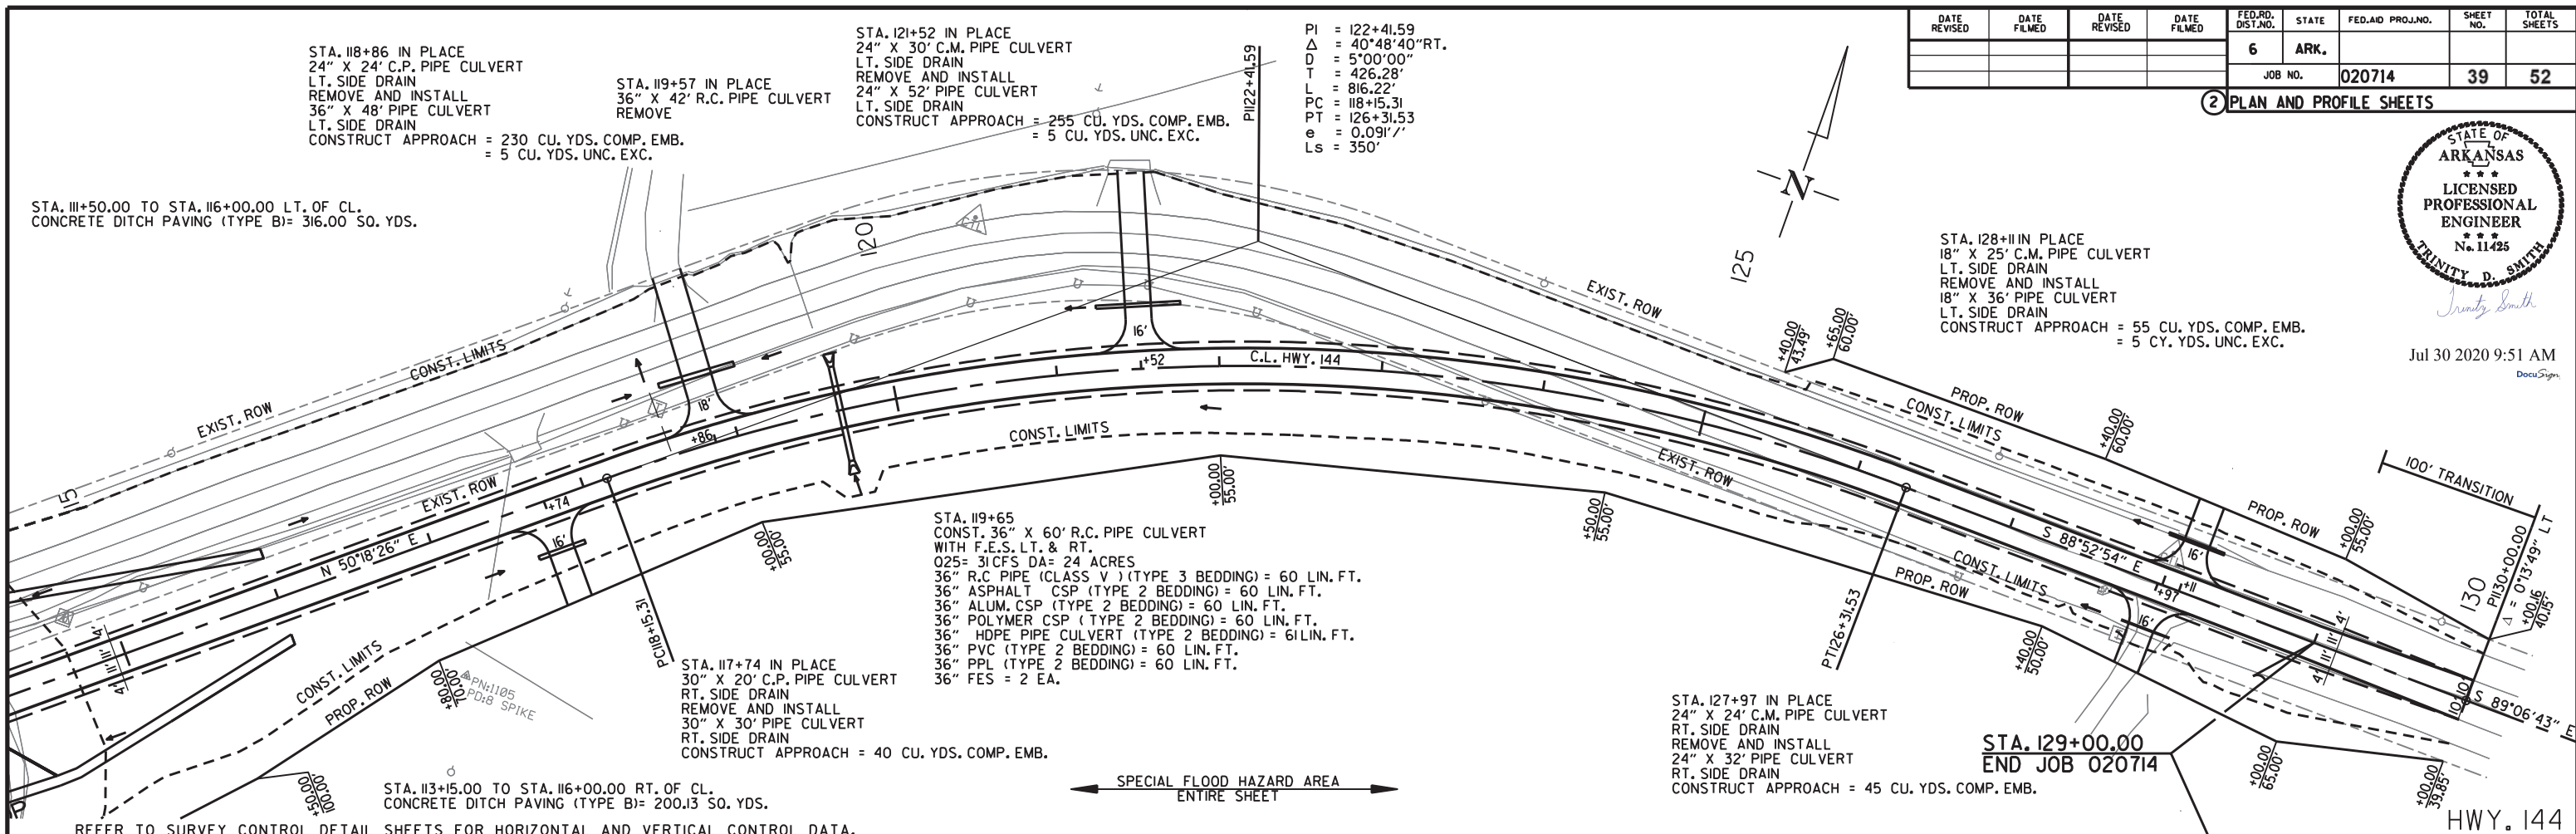 DATE REVISED
DATE FILMED
DATE REVISED
DATE FILMED
FED.RD. DIST.NO.
STATE
FED.AID PROJ.NO.
SHEET NO.
TOTAL SHEETS
6
ARK.
JOB NO.
020714
39
52
2 PLAN AND PROFILE SHEETS
STATE OF
ARKANSAS
* * *
LICENSED
PROFESSIONAL
ENGINEER
* * *
No. 11425
TRINITY D. SMITH
Trinity Smith
Jul 30 2020 9:51 AM
DocuSign
STA. 118+86 IN PLACE
24" X 24' C.P. PIPE CULVERT
LT. SIDE DRAIN
REMOVE AND INSTALL
36" X 48' PIPE CULVERT
LT. SIDE DRAIN
CONSTRUCT APPROACH = 230 CU. YDS. COMP. EMB.
= 5 CU. YDS. UNC. EXC.
STA. 119+57 IN PLACE
36" X 42' R.C. PIPE CULVERT
REMOVE
STA. 121+52 IN PLACE
24" X 30' C.M. PIPE CULVERT
LT. SIDE DRAIN
REMOVE AND INSTALL
24" X 52' PIPE CULVERT
LT. SIDE DRAIN
CONSTRUCT APPROACH = 255 CU. YDS. COMP. EMB.
= 5 CU. YDS. UNC. EXC.
PI122+41.59
PI = 122+41.59
Δ = 40°48'40"RT.
D = 5°00'00"
T = 426.28'
L = 816.22'
PC = 118+15.31
PT = 126+31.53
e = 0.091'/'
Ls = 350'
N
STA. 111+50.00 TO STA. 116+00.00 LT. OF CL.
CONCRETE DITCH PAVING (TYPE B)= 316.00 SQ. YDS.
STA. 128+11 IN PLACE
18" X 25' C.M. PIPE CULVERT
LT. SIDE DRAIN
REMOVE AND INSTALL
18" X 36' PIPE CULVERT
LT. SIDE DRAIN
CONSTRUCT APPROACH = 55 CU. YDS. COMP. EMB.
= 5 CY. YDS. UNC. EXC.
115
120
125
130
EXIST. ROW
CONST. LIMITS
EXIST. ROW
EXIST. ROW
EXIST. ROW
18'
+86
16'
+52
C.L. HWY. 144
CONST. LIMITS
+40.00
43.49'
+65.00
60.00'
PROP. ROW
CONST. LIMITS
+40.00
60.00'
PROP. ROW
+00.00
55.00'
100' TRANSITION
PI130+00.00
Δ = 0°13'49" LT
+00.16
40.15'
N 50°18'26" E
+74
16'
4' 11' 11' 4'
PC118+15.31
+40.00
55.00'
+00.00
55.00'
+50.00
55.00'
S 88°52'54" E
16'
+11
+97
16'
CONST. LIMITS
PROP. ROW
PT126+31.53
+40.00
50.00'
4' 11' 11' 4'
10' 10'
S 89°06'43" E
STA. 119+65
CONST. 36" X 60' R.C. PIPE CULVERT
WITH F.E.S. LT. & RT.
Q25= 31 CFS DA= 24 ACRES
36" R.C PIPE (CLASS V ) (TYPE 3 BEDDING) = 60 LIN. FT.
36" ASPHALT CSP (TYPE 2 BEDDING) = 60 LIN. FT.
36" ALUM. CSP (TYPE 2 BEDDING) = 60 LIN. FT.
36" POLYMER CSP ( TYPE 2 BEDDING) = 60 LIN. FT.
36" HDPE PIPE CULVERT (TYPE 2 BEDDING) = 61 LIN. FT.
36" PVC (TYPE 2 BEDDING) = 60 LIN. FT.
36" PPL (TYPE 2 BEDDING) = 60 LIN. FT.
36" FES = 2 EA.
CONST. LIMITS
PROP. ROW
+80.00
70.00'
PN:1105
PD:8 SPIKE
+50.00
100.00'
STA. 117+74 IN PLACE
30" X 20' C.P. PIPE CULVERT
RT. SIDE DRAIN
REMOVE AND INSTALL
30" X 30' PIPE CULVERT
RT. SIDE DRAIN
CONSTRUCT APPROACH = 40 CU. YDS. COMP. EMB.
STA. 127+97 IN PLACE
24" X 24' C.M. PIPE CULVERT
RT. SIDE DRAIN
REMOVE AND INSTALL
24" X 32' PIPE CULVERT
RT. SIDE DRAIN
CONSTRUCT APPROACH = 45 CU. YDS. COMP. EMB.
STA. 129+00.00
END JOB 020714
+00.00
65.00'
+00.00
39.85'
STA. 113+15.00 TO STA. 116+00.00 RT. OF CL.
CONCRETE DITCH PAVING (TYPE B)= 200.13 SQ. YDS.
SPECIAL FLOOD HAZARD AREA
ENTIRE SHEET
HWY. 144
REFER TO SURVEY CONTROL DETAIL SHEETS FOR HORIZONTAL AND VERTICAL CONTROL DATA.